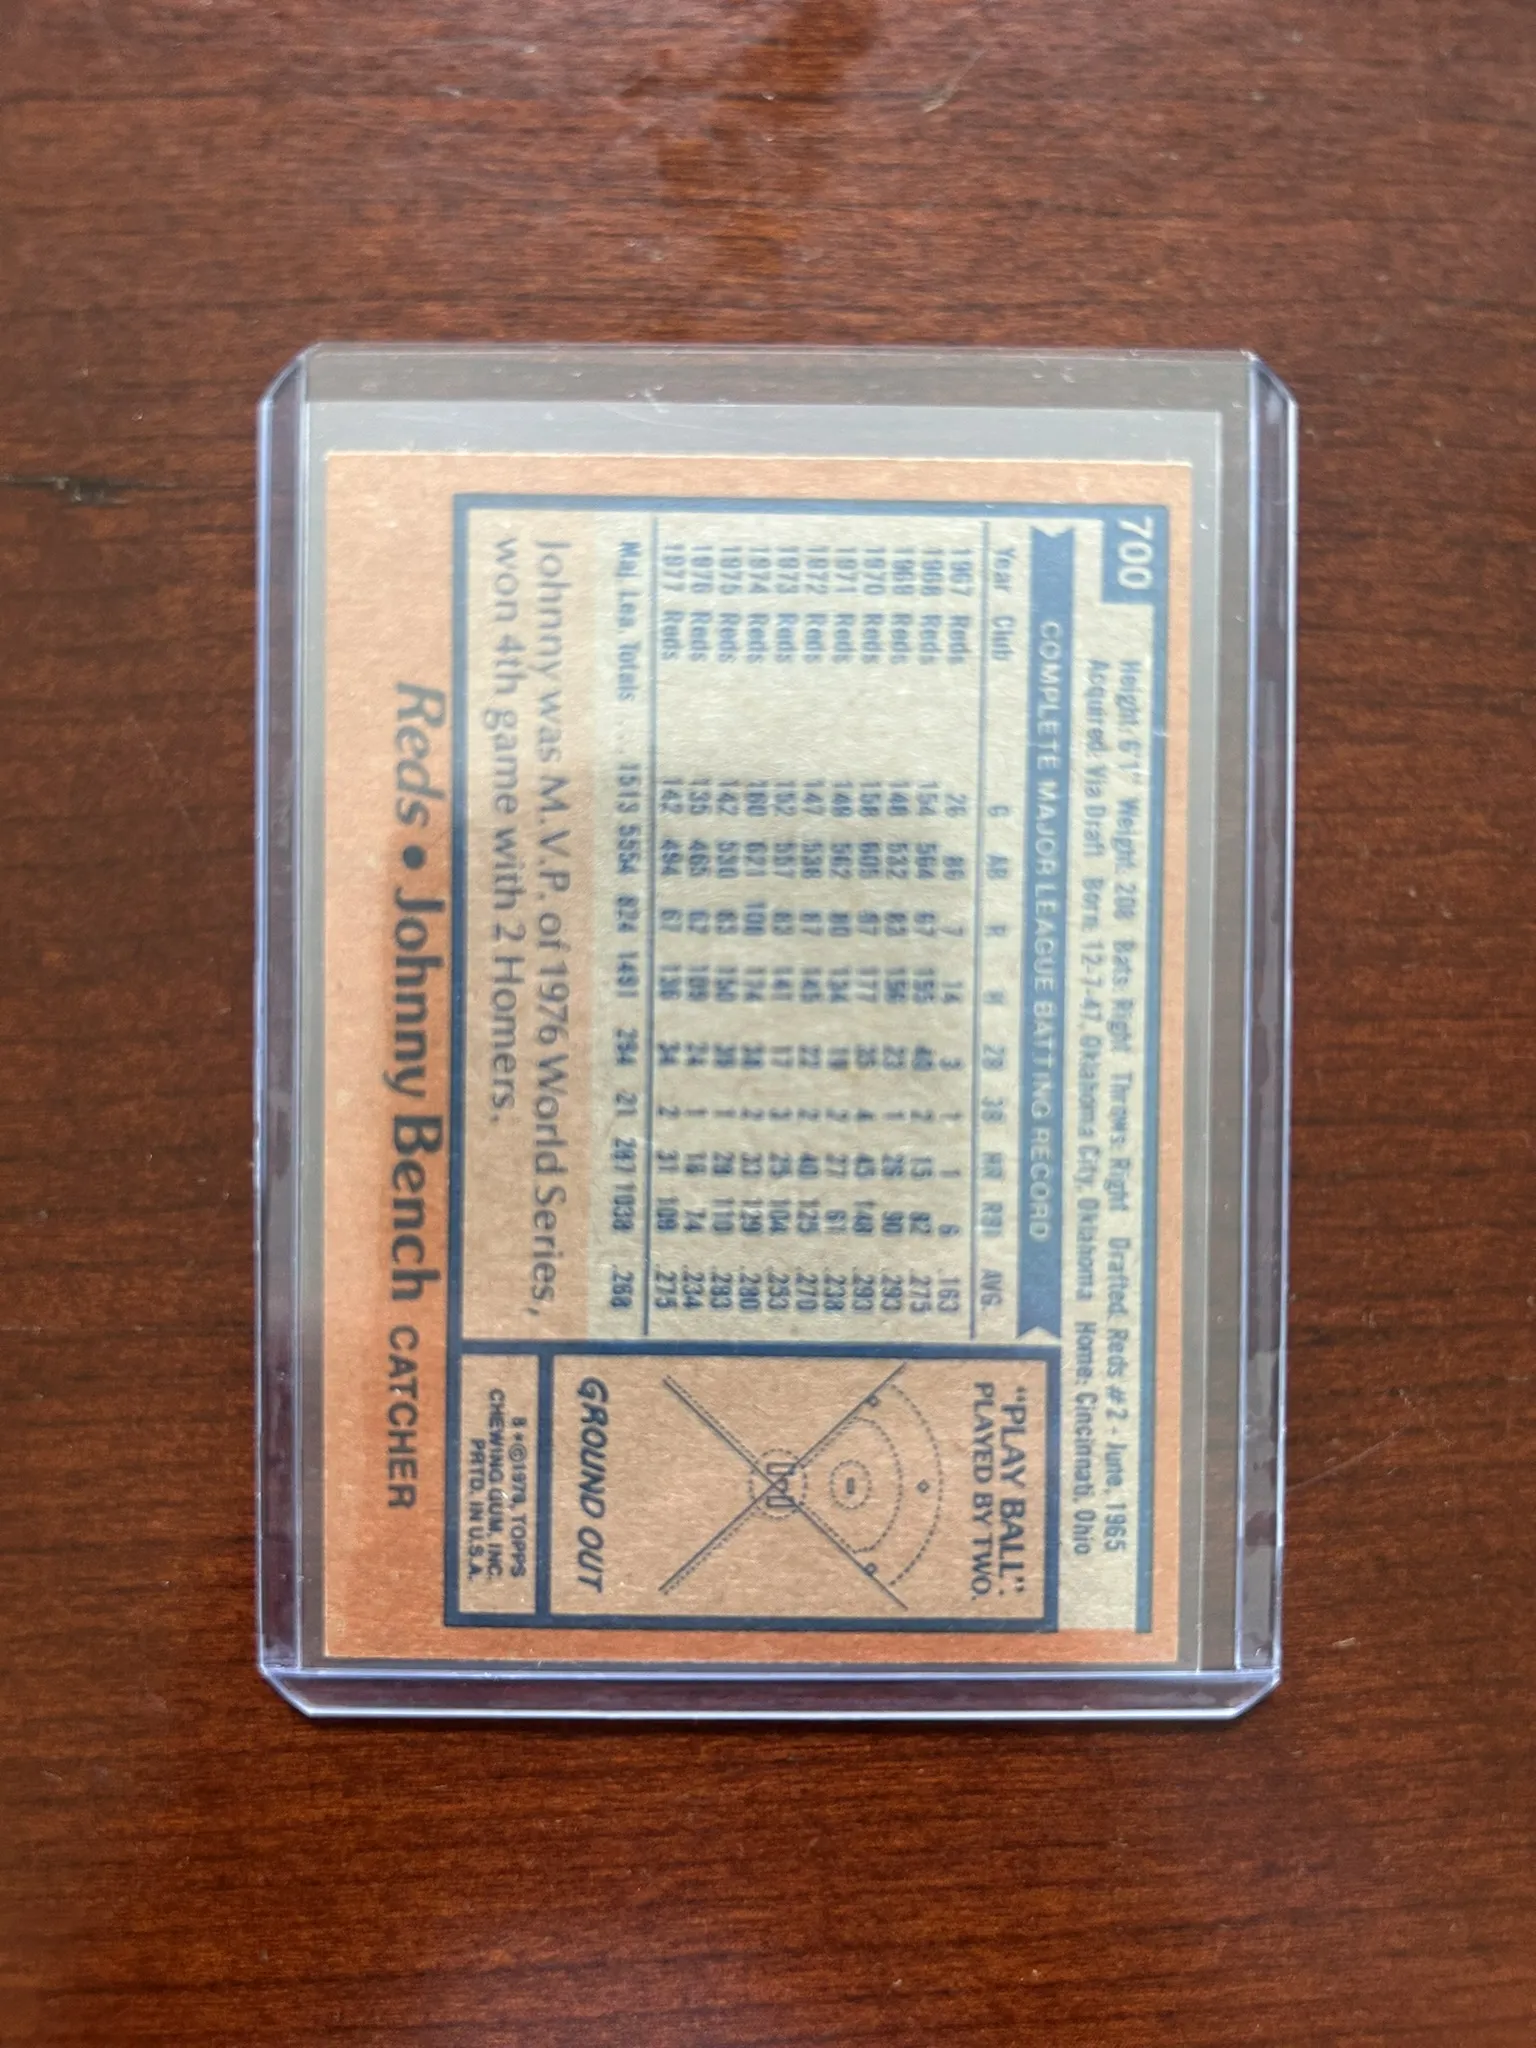 700
Height: 6'1" Weight: 208 Bats: Right Throws: Right Drafted: Reds #2 - June, 1965
Acquired: Via Draft Born: 12-7-47, Oklahoma City, Oklahoma Home: Cincinnati, Ohio
COMPLETE MAJOR LEAGUE BATTING RECORD
Year Club G AB R H 2B 3B HR RBI AVG.
1967 Reds 26 86 7 14 3 1 1 6 .163
1968 Reds 154 564 67 155 40 2 15 82 .275
1969 Reds 148 532 83 156 23 1 26 90 .293
1970 Reds 158 605 97 177 35 4 45 148 .293
1971 Reds 149 562 80 134 19 2 27 61 .238
1972 Reds 147 538 87 145 22 2 40 125 .270
1973 Reds 152 557 83 141 17 3 25 104 .253
1974 Reds 160 621 108 174 38 2 33 129 .280
1975 Reds 142 530 83 150 39 1 28 110 .283
1976 Reds 135 465 62 109 24 1 16 74 .234
1977 Reds 142 494 67 136 34 2 31 109 .275
Maj. Lea. Totals . . 1513 5554 824 1491 294 21 287 1038 .268
Johnny was M.V.P. of 1976 World Series,
won 4th game with 2 Homers.
"PLAY BALL":
PLAYED BY TWO.
GROUND OUT
8 * ©1978, TOPPS
CHEWING GUM, INC.
PRTD. IN U.S.A.
Reds • Johnny Bench CATCHER